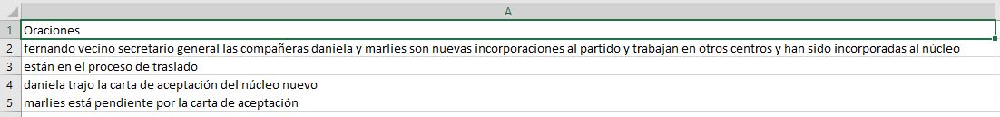 A
1 Oraciones
2 fernando vecino secretario general las compañeras daniela y marlies son nuevas incorporaciones al partido y trabajan en otros centros y han sido incorporadas al núcleo
3 están en el proceso de traslado
4 daniela trajo la carta de aceptación del núcleo nuevo
5 marlies está pendiente por la carta de aceptación